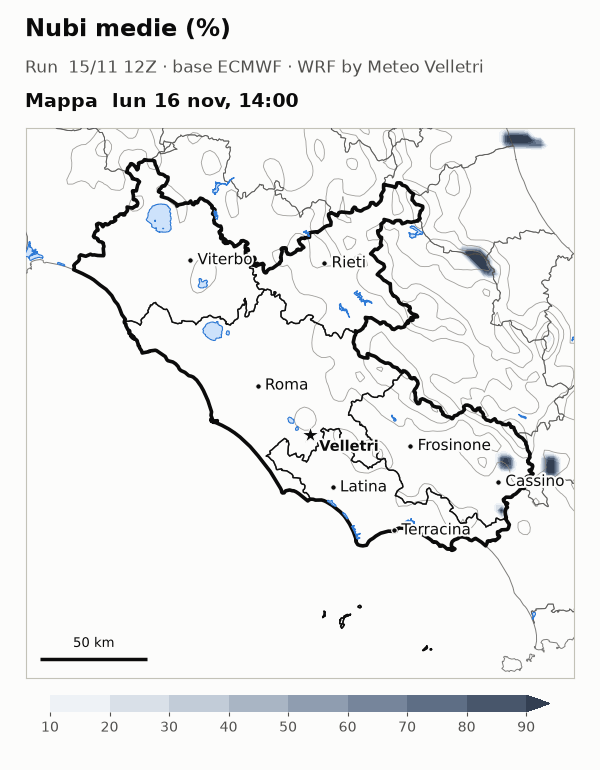 Nubi medie (%)
Run 15/11 12Z · base ECMWF · WRF by Meteo Velletri
Mappa lun 16 nov, 14:00
Viterbo
Rieti
Roma
Velletri
Frosinone
Latina
Cassino
Terracina
50 km
10 20 30 40 50 60 70 80 90